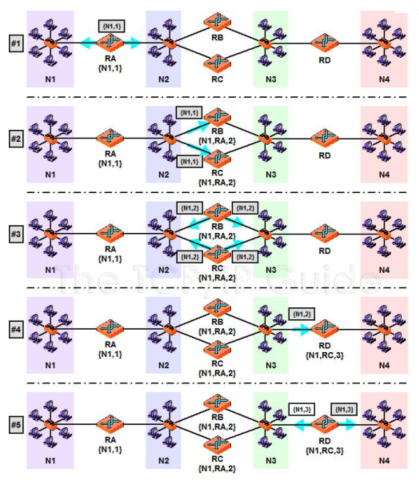 {N1,1}
#1
RB
RA
{N1,1}
RC
RD
N1
N2
N3
N4
{N1,1}
#2
RB
{N1,RA,2}
RA
{N1,1}
{N1,1}
RD
RC
{N1,RA,2}
N1
N2
N3
N4
{N1,2}
{N1,2}
#3
RB
{N1,RA,2}
RA
{N1,1}
RD
{N1,2}
{N1,2}
RC
{N1,RA,2}
N1
N2
N3
N4
The TCP/IP Guide
{N1,2}
#4
RB
{N1,RA,2}
RA
{N1,1}
RD
{N1,RC,3}
RC
{N1,RA,2}
N1
N2
N3
N4
{N1,3}
{N1,3}
#5
RB
{N1,RA,2}
RA
{N1,1}
RD
{N1,RC,3}
RC
{N1,RA,2}
N1
N2
N3
N4